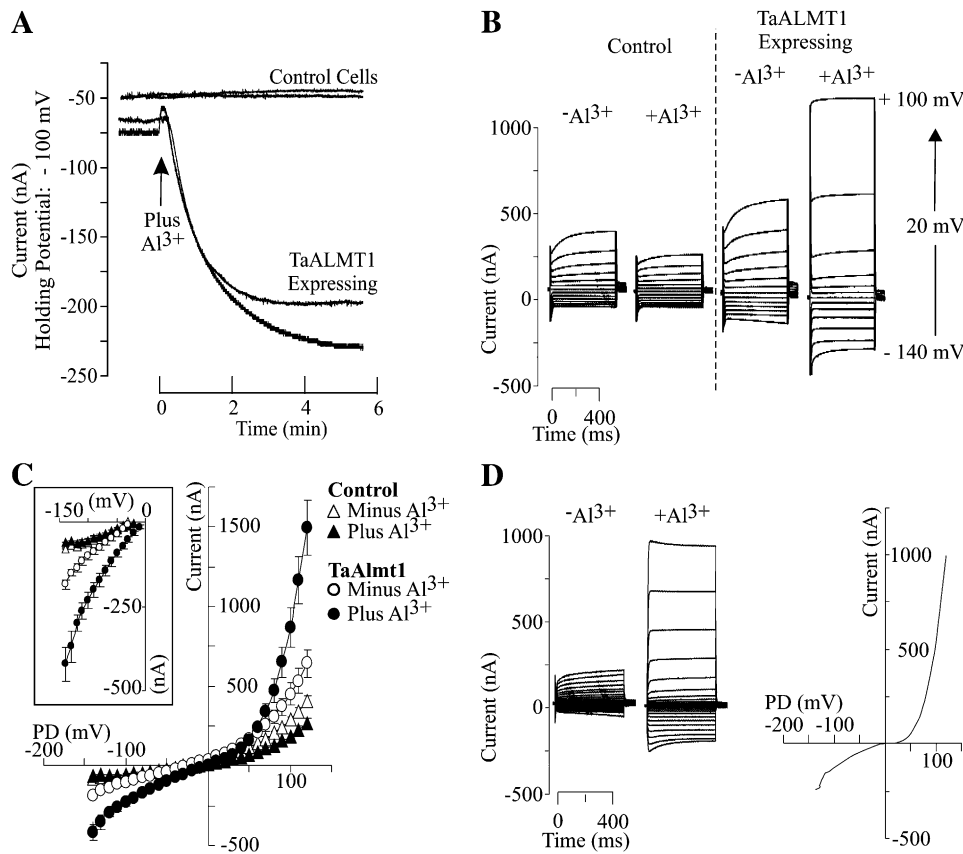 A
-50
-75
-100
-125
-150
-175
-200
-225
-250
Current (nA)
Holding Potential: - 100 mV
Control Cells
Plus
Al3+
TaALMT1
Expressing
0
2
4
6
Time (min)
B
Control
TaALMT1
Expressing
-Al3+
+Al3+
-Al3+
+Al3+
1000
500
0
-500
Current (nA)
+ 100 mV
20 mV
- 140 mV
0
400
Time (ms)
C
-150
(mV)
0
-250
-500
(nA)
Current (nA)
1500
1000
500
-500
Control
Minus Al3+
Plus Al3+
TaAlmt1
Minus Al3+
Plus Al3+
PD (mV)
-200
-100
100
D
-Al3+
+Al3+
1000
500
0
-500
Current (nA)
0
400
Time (ms)
Current (nA)
1000
500
-500
PD (mV)
-200
-100
100